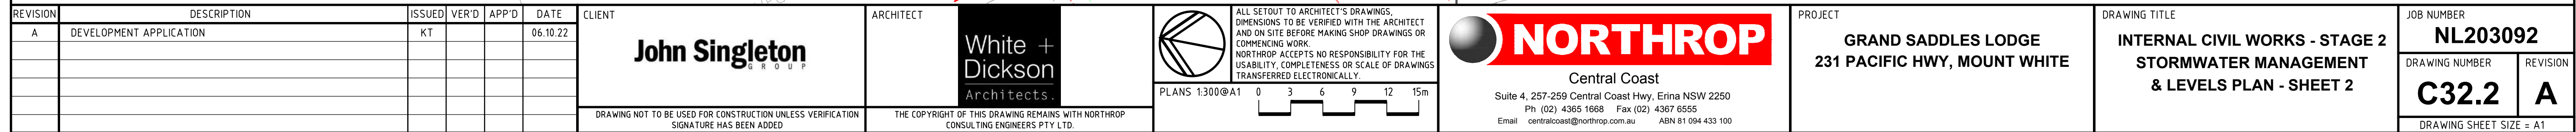 REVISION DESCRIPTION ISSUED VER'D APP'D DATE
A DEVELOPMENT APPLICATION KT 06.10.22
CLIENT
John Singleton
GROUP
DRAWING NOT TO BE USED FOR CONSTRUCTION UNLESS VERIFICATION
SIGNATURE HAS BEEN ADDED
ARCHITECT
White +
Dickson
Architects.
THE COPYRIGHT OF THIS DRAWING REMAINS WITH NORTHROP
CONSULTING ENGINEERS PTY LTD.
ALL SETOUT TO ARCHITECT'S DRAWINGS,
DIMENSIONS TO BE VERIFIED WITH THE ARCHITECT
AND ON SITE BEFORE MAKING SHOP DRAWINGS OR
COMMENCING WORK.
NORTHROP ACCEPTS NO RESPONSIBILITY FOR THE
USABILITY, COMPLETENESS OR SCALE OF DRAWINGS
TRANSFERRED ELECTRONICALLY.
PLANS 1:300@A1 0 3 6 9 12 15m
NORTHROP
Central Coast
Suite 4, 257-259 Central Coast Hwy, Erina NSW 2250
Ph (02) 4365 1668 Fax (02) 4367 6555
Email centralcoast@northrop.com.au ABN 81 094 433 100
PROJECT
GRAND SADDLES LODGE
231 PACIFIC HWY, MOUNT WHITE
DRAWING TITLE
INTERNAL CIVIL WORKS - STAGE 2
STORMWATER MANAGEMENT
& LEVELS PLAN - SHEET 2
JOB NUMBER
NL203092
DRAWING NUMBER REVISION
C32.2 A
DRAWING SHEET SIZE = A1